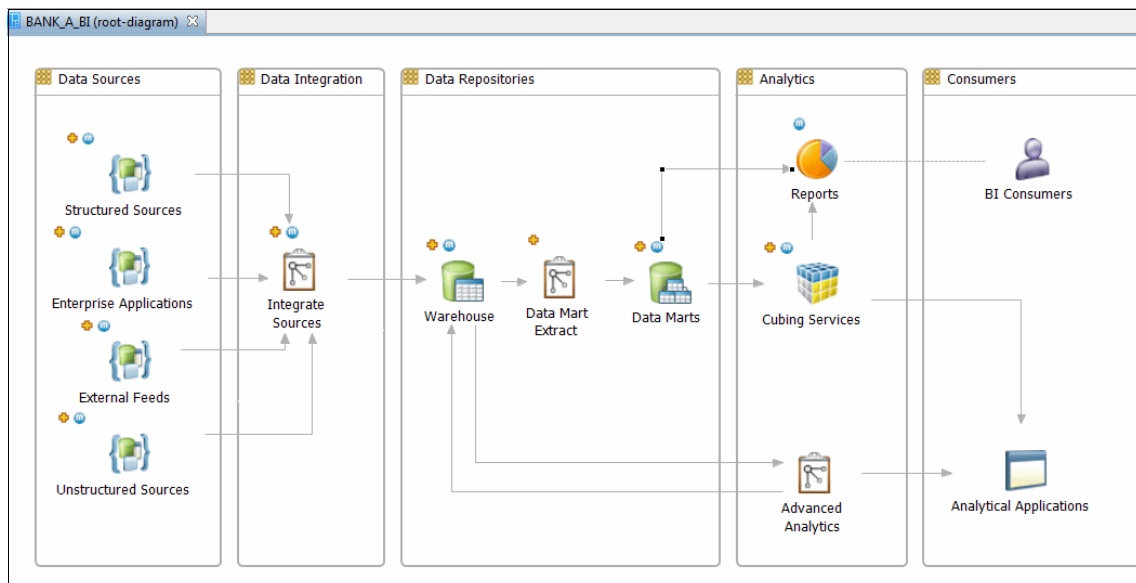 BANK_A_BI (root-diagram)
Data Sources
Data Integration
Data Repositories
Analytics
Consumers
m
m
Structured Sources
Reports
BI Consumers
m
m
m
m
m
Enterprise Applications
Integrate
Sources
Warehouse
Data Mart
Extract
Data Marts
Cubing Services
m
External Feeds
m
Unstructured Sources
Advanced
Analytics
Analytical Applications